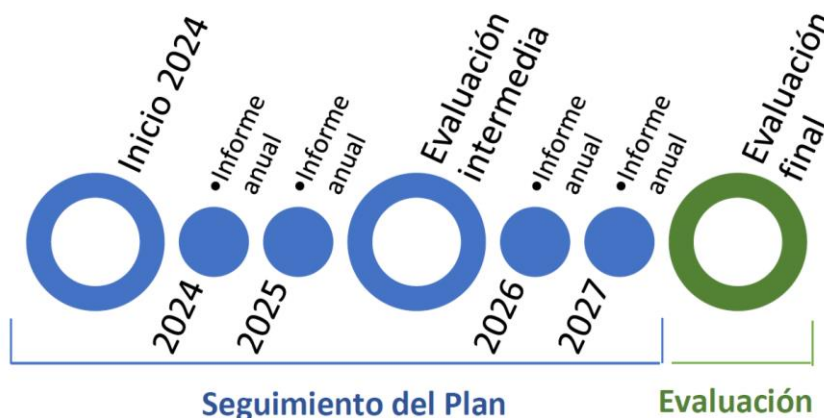 Inicio 2024
•Informe
anual
•Informe
anual
Evaluación
intermedia
•Informe
anual
•Informe
anual
Evaluación
final
2024
2025
2026
2027
Seguimiento del Plan
Evaluación